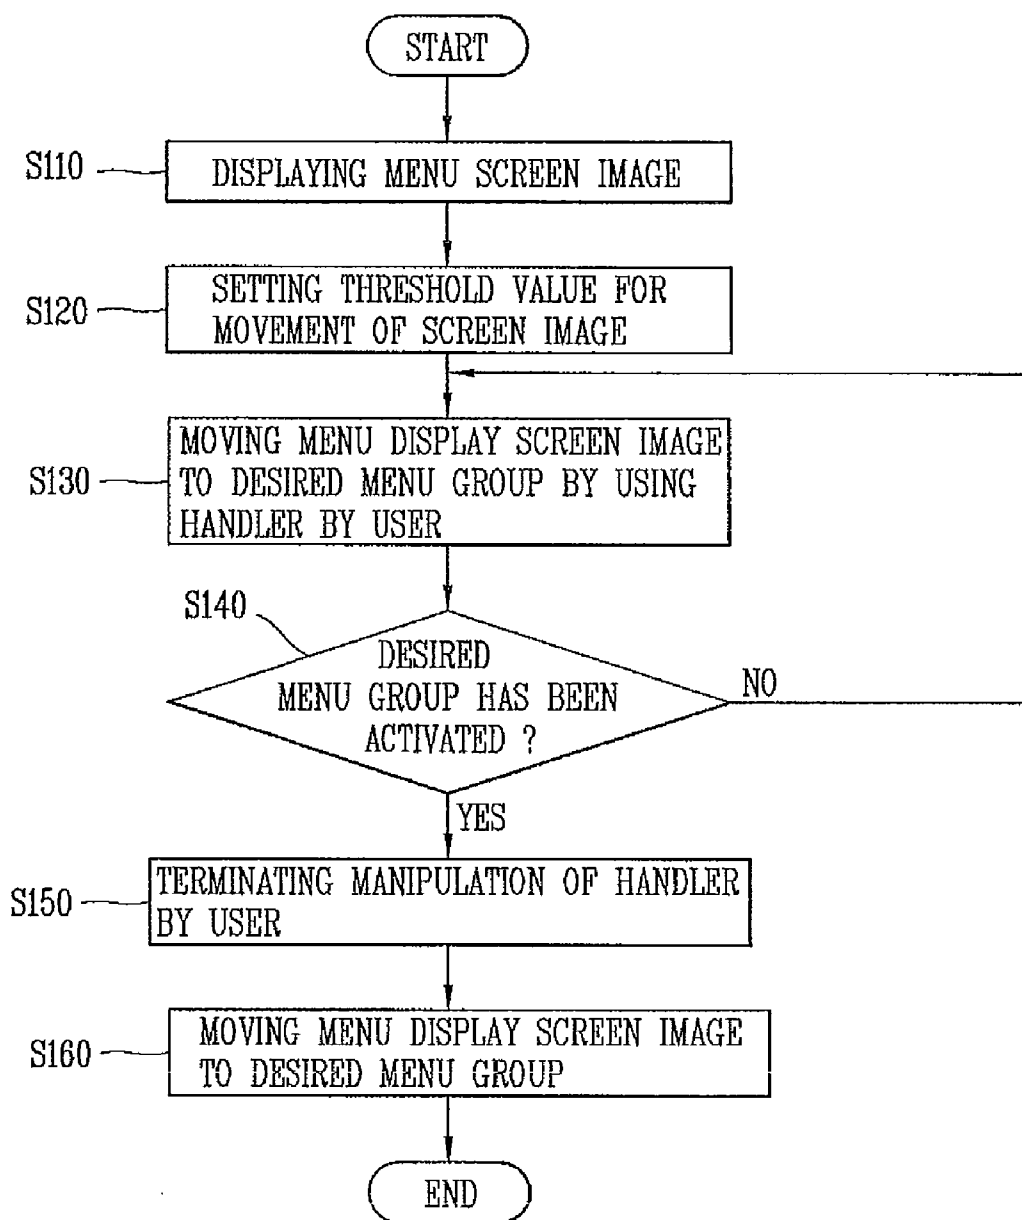 START
S110
DISPLAYING MENU SCREEN IMAGE
S120
SETTING THRESHOLD VALUE FOR
MOVEMENT OF SCREEN IMAGE
S130
MOVING MENU DISPLAY SCREEN IMAGE
TO DESIRED MENU GROUP BY USING
HANDLER BY USER
S140
DESIRED
MENU GROUP HAS BEEN
ACTIVATED ?
NO
YES
S150
TERMINATING MANIPULATION OF HANDLER
BY USER
S160
MOVING MENU DISPLAY SCREEN IMAGE
TO DESIRED MENU GROUP
END